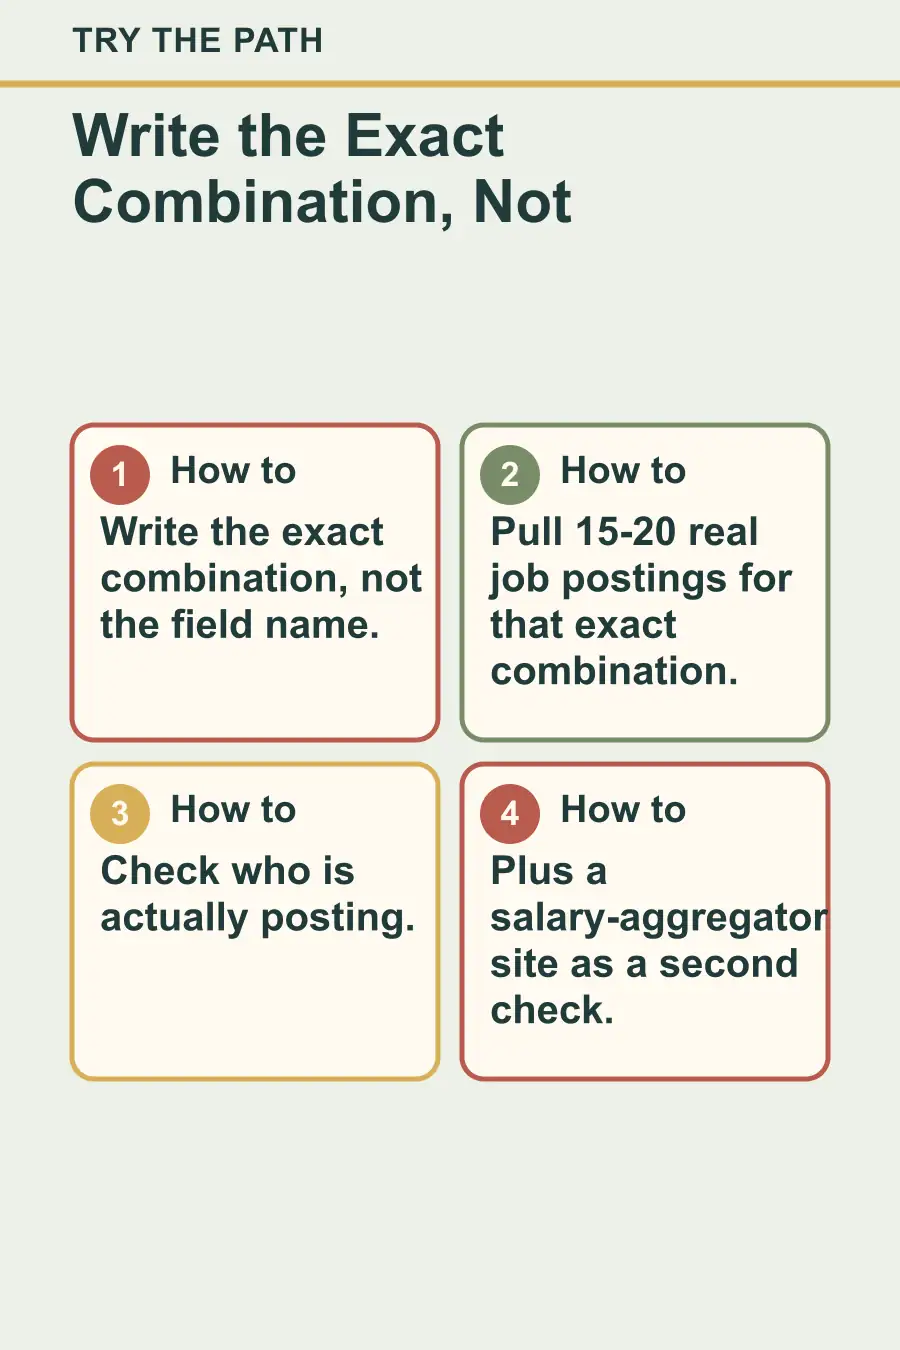 TRY THE PATH
Write the Exact
Combination, Not
1 How to
Write the exact
combination, not
the field name.
2 How to
Pull 15-20 real
job postings for
that exact
combination.
3 How to
Check who is
actually posting.
4 How to
Plus a
salary-aggregator
site as a second
check.